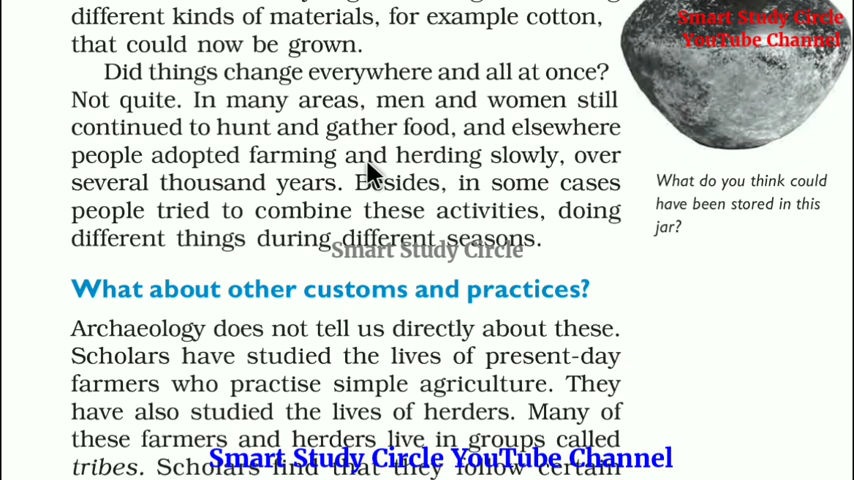 different kinds of materials, for example cotton,
that could now be grown.
Did things change everywhere and all at once?
Not quite. In many areas, men and women still
continued to hunt and gather food, and elsewhere
people adopted farming and herding slowly, over
several thousand years. Besides, in some cases
people tried to combine these activities, doing
different things during different seasons.
Smart Study Circle
What about other customs and practices?
Archaeology does not tell us directly about these.
Scholars have studied the lives of present-day
farmers who practise simple agriculture. They
have also studied the lives of herders. Many of
these farmers and herders live in groups called
tribes. Scholars find that they follow certain
Smart Study Circle YouTube Channel
Smart Study Circle
YouTube Channel
What do you think could
have been stored in this
jar?